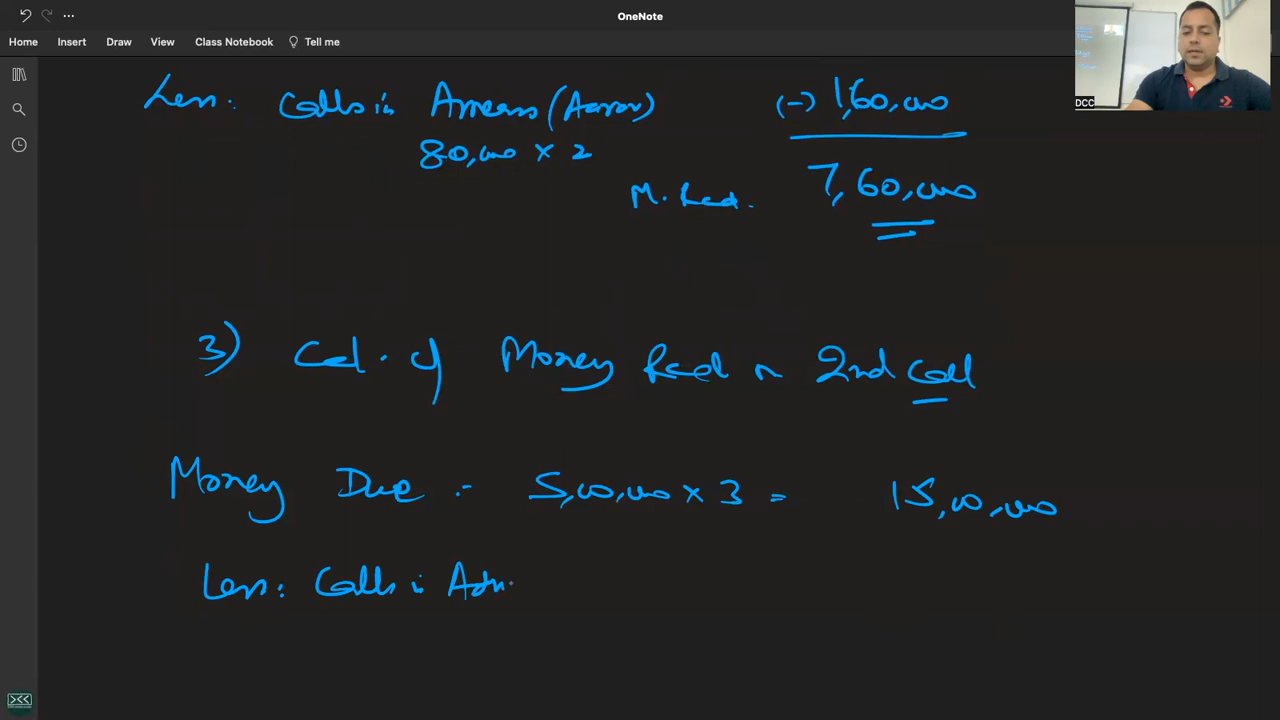 OneNote
Home Insert Draw View Class Notebook Tell me
DCC
Less: Calls in Arrears (Aarav) (-) 1,60,000
80,000 x 2
M. Recd. 7,60,000
3) Cal. of Money Recd on 2nd Call
Money Due :- 5,00,000 x 3 = 15,00,000
Less: Calls in Adv